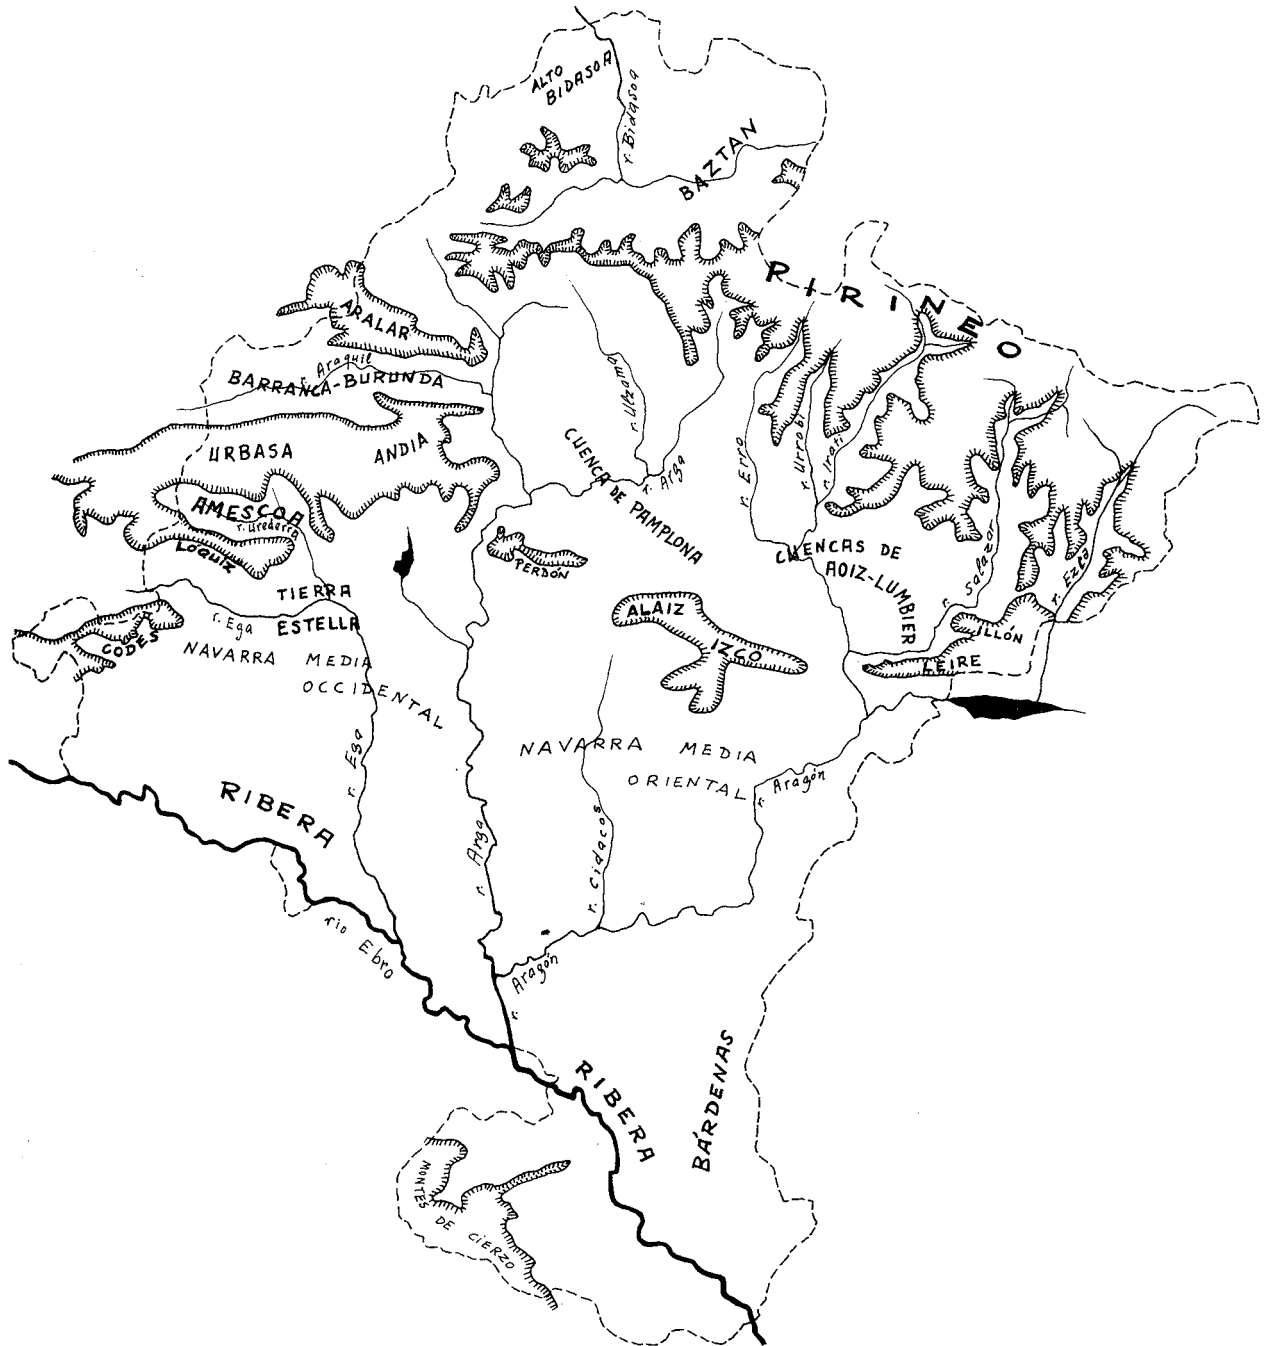 ALTO
BIDASOA
r. Bidasoa
BAZTAN
PIRINEO
ARALAR
r. Araquil
BARRANCA-BURUNDA
URBASA
ANDIA
r. Ulzama
CUENCA DE PAMPLONA
r. Arga
r. Erro
r. Urrobi
r. Irati
AMESCOA
r. Urederra
LOQUIZ
PERDÓN
CUENCAS DE
AOIZ-LUMBIER
r. Salazar
r. Ezca
TIERRA
ESTELLA
r. Ega
CODES
ALAIZ
IZCO
ILLÓN
LEIRE
NAVARRA MEDIA
OCCIDENTAL
NAVARRA MEDIA
ORIENTAL
r. Aragón
r. Ega
RIBERA
r. Arga
r. Cidacos
rio Ebro
r. Aragón
RIBERA
BÁRDENAS
MONTES
DE CIERZO